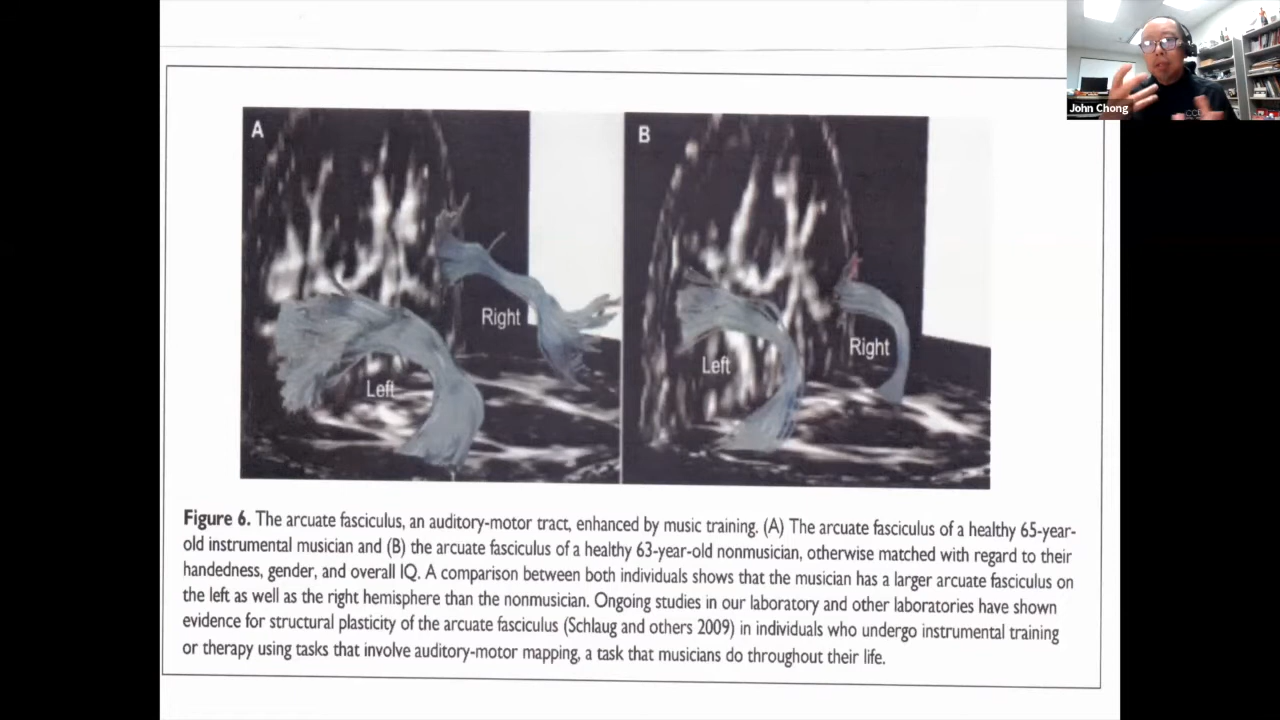 John Chong
A
B
Right
Left
Right
Left
Figure 6. The arcuate fasciculus, an auditory-motor tract, enhanced by music training. (A) The arcuate fasciculus of a healthy 65-year-
old instrumental musician and (B) the arcuate fasciculus of a healthy 63-year-old nonmusician, otherwise matched with regard to their
handedness, gender, and overall IQ. A comparison between both individuals shows that the musician has a larger arcuate fasciculus on
the left as well as the right hemisphere than the nonmusician. Ongoing studies in our laboratory and other laboratories have shown
evidence for structural plasticity of the arcuate fasciculus (Schlaug and others 2009) in individuals who undergo instrumental training
or therapy using tasks that involve auditory-motor mapping, a task that musicians do throughout their life.